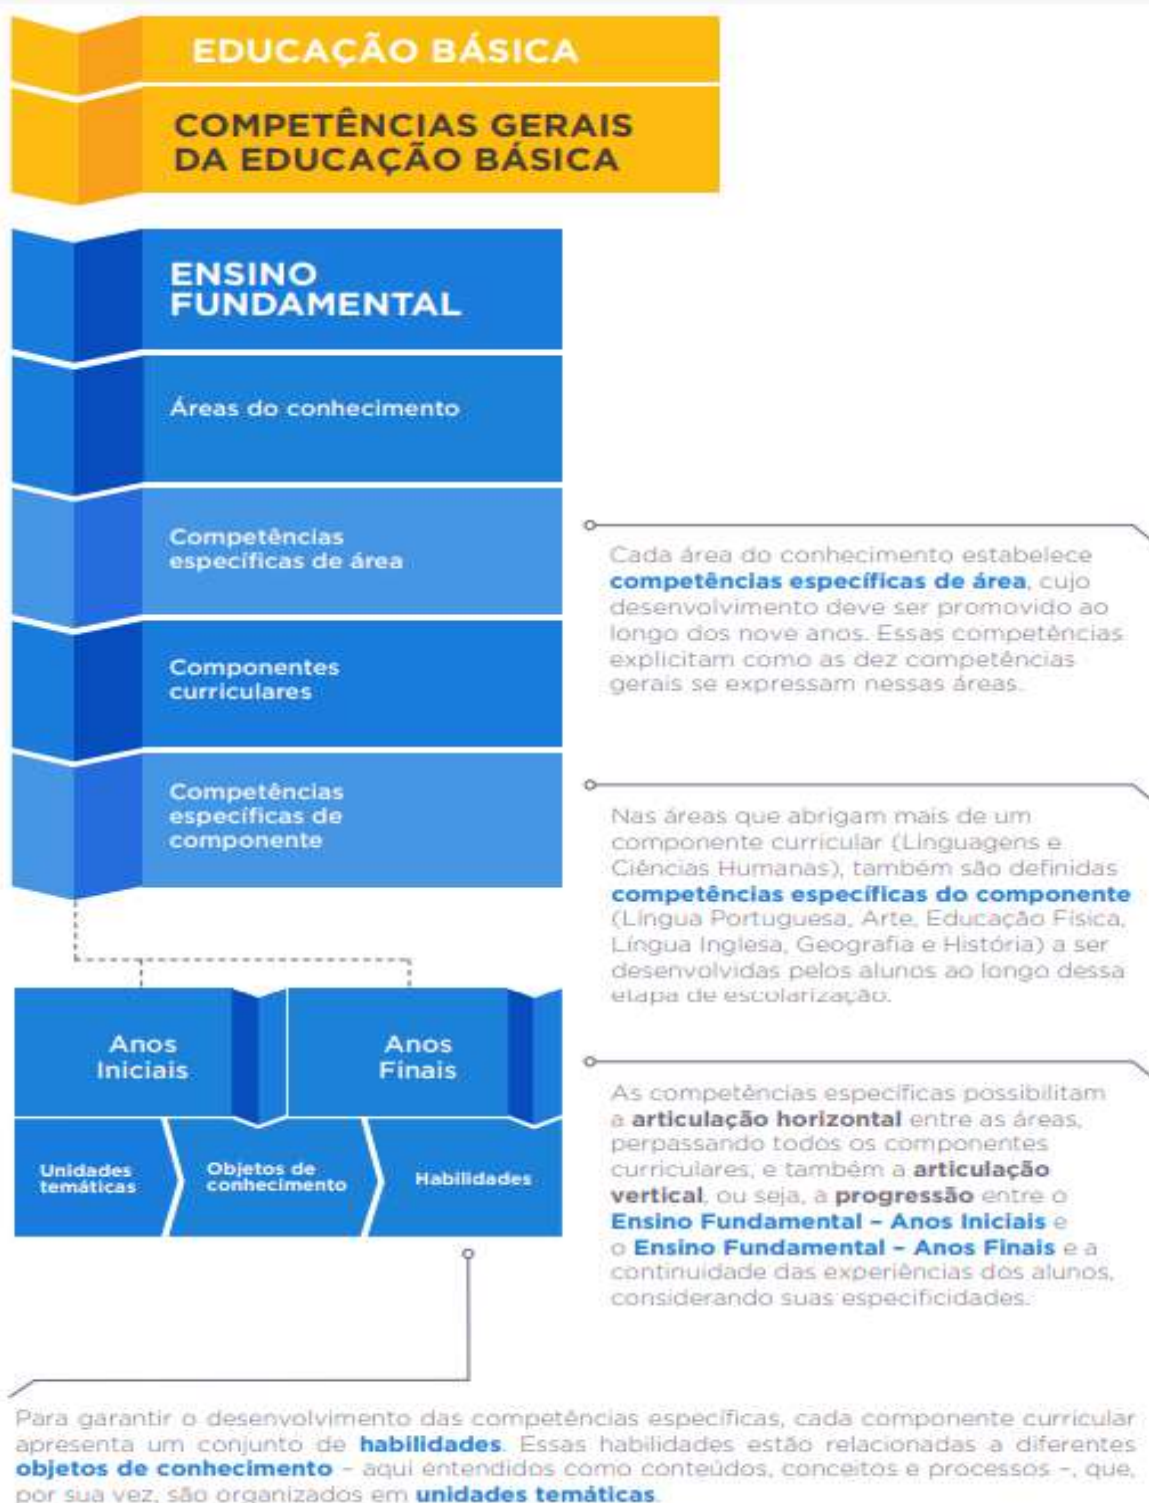 EDUCAÇÃO BÁSICA
COMPETÊNCIAS GERAIS
DA EDUCAÇÃO BÁSICA
ENSINO
FUNDAMENTAL
Áreas do conhecimento
Competências
específicas de área
Cada área do conhecimento estabelece
competências específicas de área, cujo
desenvolvimento deve ser promovido ao
longo dos nove anos. Essas competências
explicitam como as dez competências
gerais se expressam nessas áreas.
Componentes
curriculares
Competências
específicas de
componente
Nas áreas que abrigam mais de um
componente curricular (Linguagens e
Ciências Humanas), também são definidas
competências específicas do componente
(Língua Portuguesa, Arte, Educação Física,
Língua Inglesa, Geografia e História) a ser
desenvolvidas pelos alunos ao longo dessa
etapa de escolarização.
Anos
Iniciais
Anos
Finais
Unidades
temáticas
Objetos de
conhecimento
Habilidades
As competências específicas possibilitam
a articulação horizontal entre as áreas,
perpassando todos os componentes
curriculares, e também a articulação
vertical, ou seja, a progressão entre o
Ensino Fundamental – Anos Iniciais e
o Ensino Fundamental – Anos Finais e a
continuidade das experiências dos alunos,
considerando suas especificidades.
Para garantir o desenvolvimento das competências específicas, cada componente curricular
apresenta um conjunto de habilidades. Essas habilidades estão relacionadas a diferentes
objetos de conhecimento – aqui entendidos como conteúdos, conceitos e processos –, que,
por sua vez, são organizados em unidades temáticas.